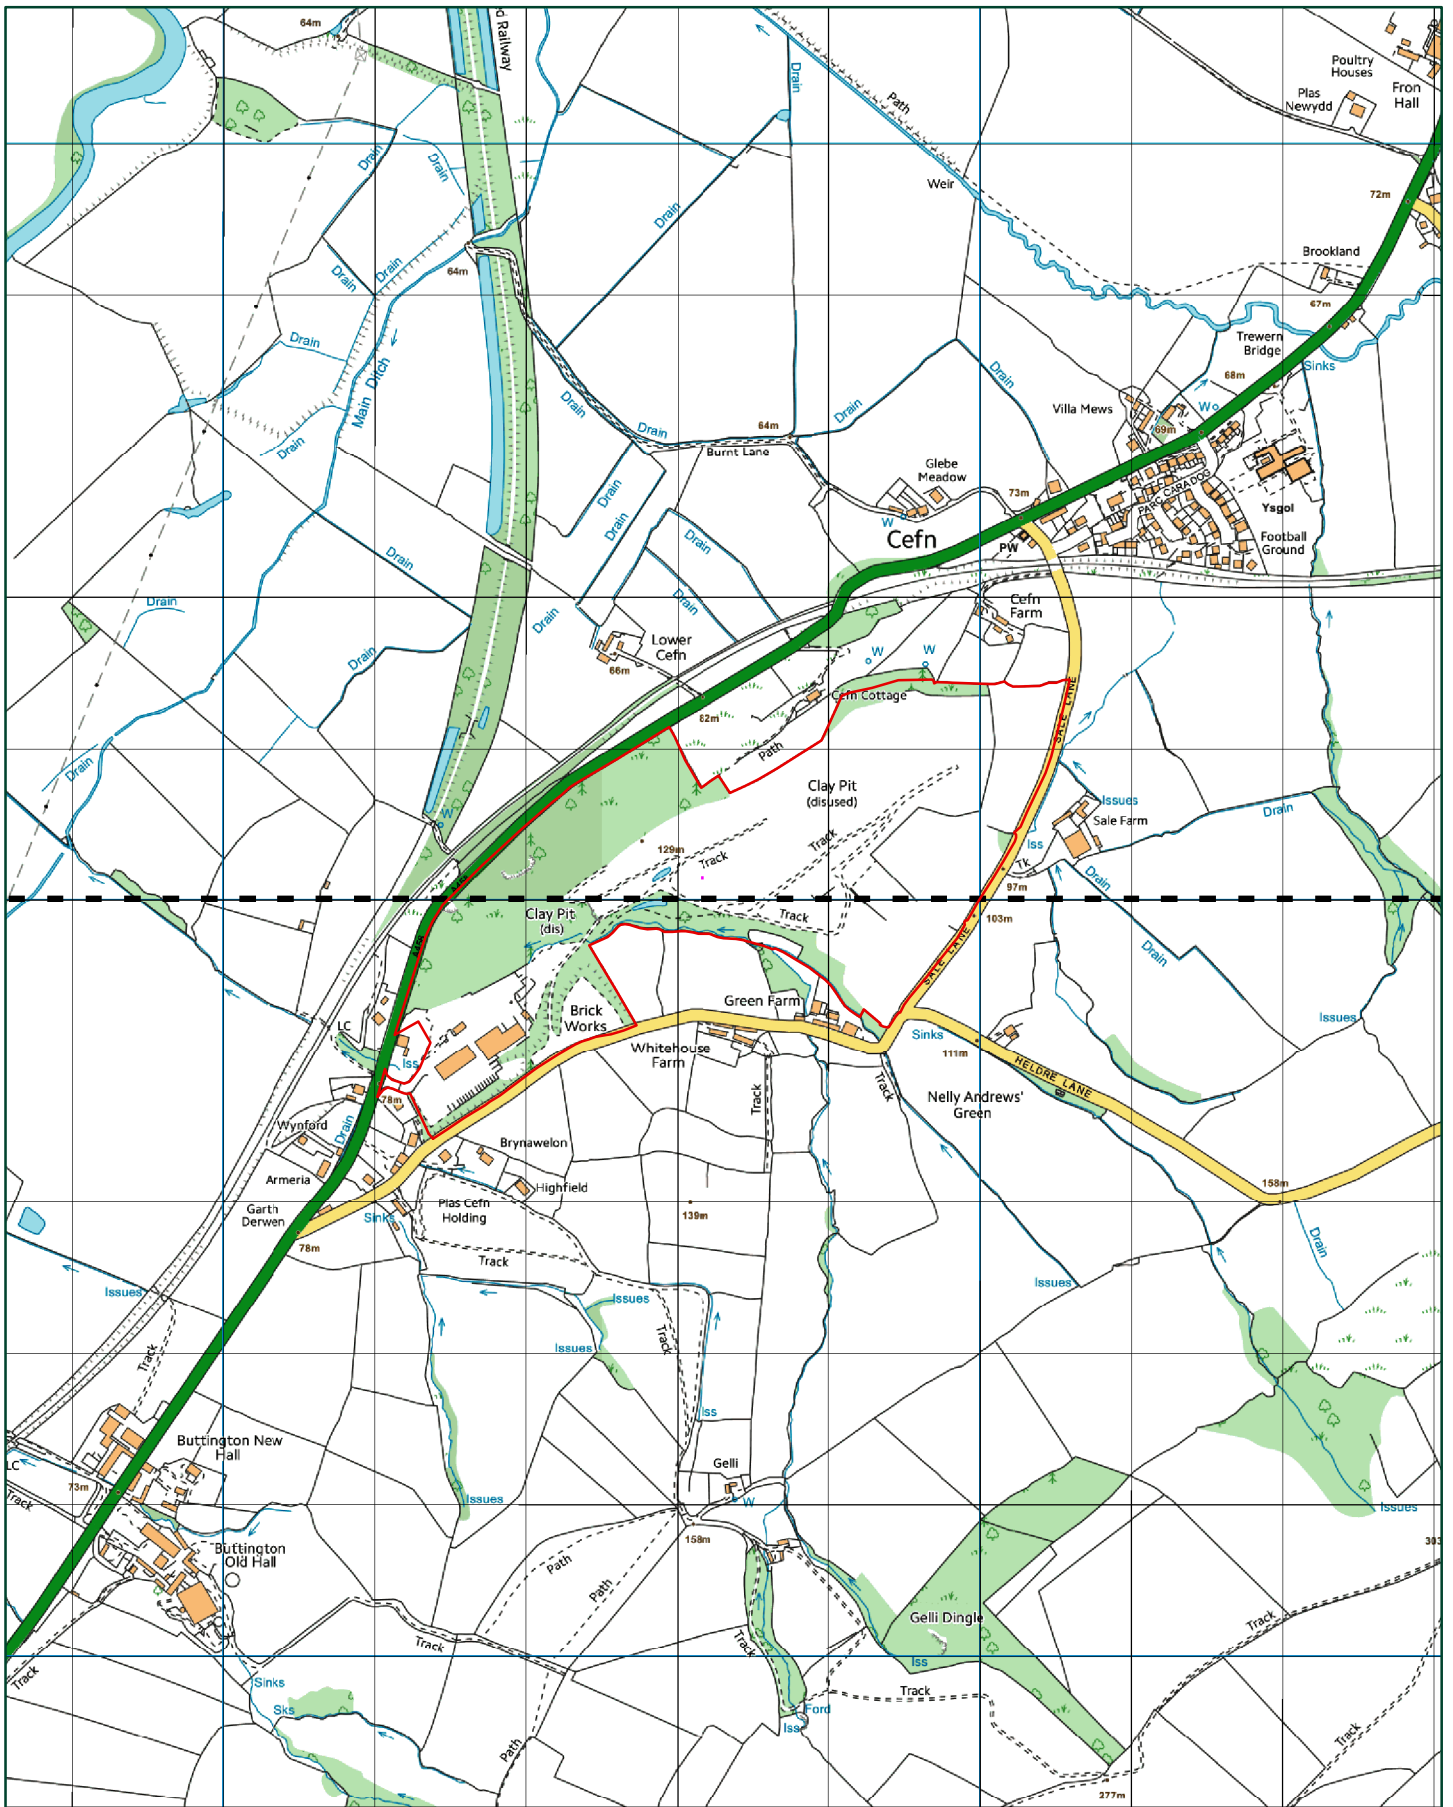 64m
d Railway
Drain
Path
Poultry
Houses
Plas
Newydd
Fron
Hall
Drain
Drain
Weir
72m
Drain
Drain
Drain
64m
Brookland
67m
Drain
Trewern
Bridge
Sinks
68m
Main Ditch
Drain
Drain
Villa Mews
W
69m
Drain
Drain
64m
Burnt Lane
Drain
Glebe
Meadow
73m
PARC CARADOG
Ysgol
W
Cefn
PW
Football
Ground
Drain
Drain
Drain
Drain
Drain
Drain
Drain
Cefn
Farm
Lower
Cefn
66m
W
W
Drain
Cefn Cottage
82m
Path
SALE LANE
Drain
Clay Pit
(disused)
Issues
Sale Farm
Drain
W
Iss
Track
Track
129m
Tk
97m
Drain
A458
Clay Pit
(dis)
Track
103m
A458
SALE LANE
Drain
Green Farm
Brick
Works
LC
Iss
Whitehouse
Farm
Sinks
111m
Issues
HELDRE LANE
78m
Track
Track
Nelly Andrews'
Green
Wynford
Drain
Brynawelon
Armeria
Highfield
158m
Garth
Derwen
Plas Cefn
Holding
139m
Sinks
78m
Drain
Track
Issues
Issues
Issues
Track
Track
Issues
Iss
Buttington New
Hall
LC
Gelli
73m
Track
Issues
W
Issues
158m
303
Buttington
Old Hall
Path
Path
Gelli Dingle
Track
Track
Track
Iss
Track
Sinks
Track
Sks
Ford
Iss
Path
Track
277m